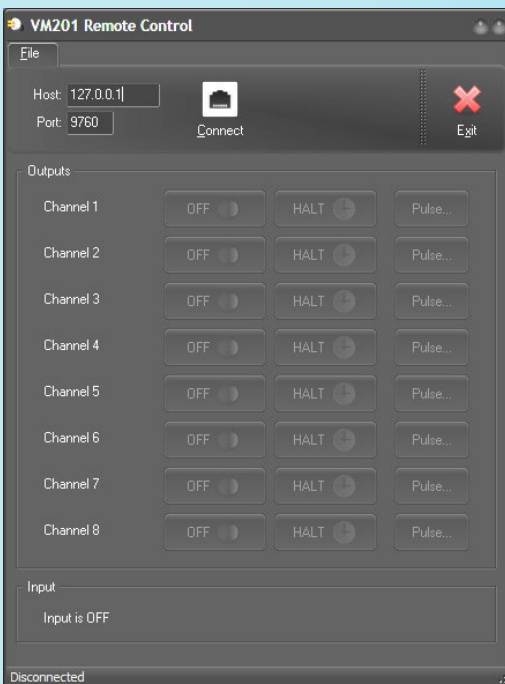 VM201 Remote Control
File
Host: 127.0.0.1
Port: 9760
Connect
Exit
Outputs
Channel 1 OFF HALT Pulse...
Channel 2 OFF HALT Pulse...
Channel 3 OFF HALT Pulse...
Channel 4 OFF HALT Pulse...
Channel 5 OFF HALT Pulse...
Channel 6 OFF HALT Pulse...
Channel 7 OFF HALT Pulse...
Channel 8 OFF HALT Pulse...
Input
Input is OFF
Disconnected